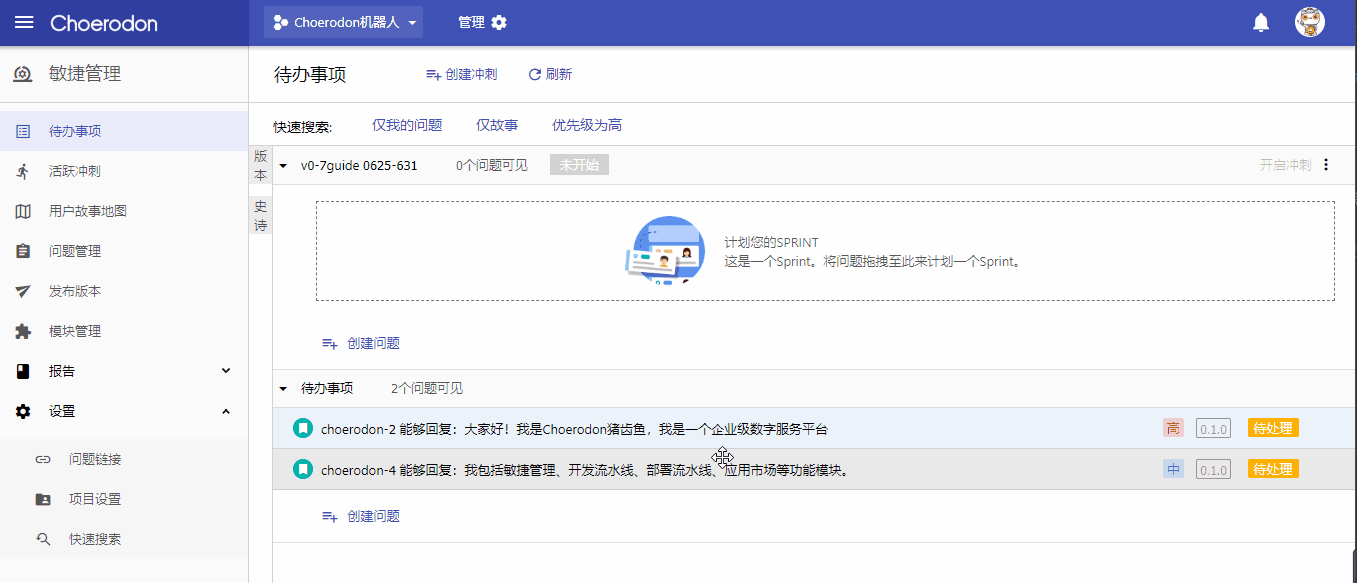 Choerodon
Choerodon机器人
管理
敏捷管理
待办事项
创建冲刺
刷新
待办事项
活跃冲刺
用户故事地图
问题管理
发布版本
模块管理
报告
设置
问题链接
项目设置
快速搜索
快速搜索:
仅我的问题
仅故事
优先级为高
版本
史诗
v0-7guide 0625-631
0个问题可见
未开始
开启冲刺
计划您的SPRINT
这是一个Sprint。将问题拖拽至此来计划一个Sprint。
创建问题
待办事项
2个问题可见
choerodon-2 能够回复：大家好！我是Choerodon猪齿鱼，我是一个企业级数字服务平台
高
0.1.0
待处理
choerodon-4 能够回复：我包括敏捷管理、开发流水线、部署流水线、应用市场等功能模块。
中
0.1.0
待处理
创建问题